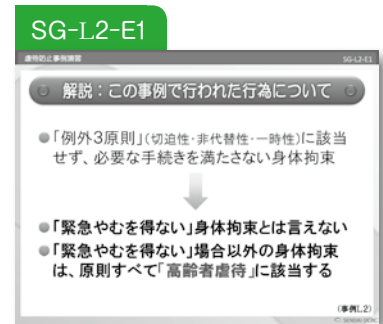 SG-L2-E1
虐待防止事例演習 SG-L2-E1
解説:この事例で行われた行為について
●「例外3原則」(切迫性・非代替性・一時性)に該当
せず、必要な手続きを満たさない身体拘束
●「緊急やむを得ない」身体拘束とは言えない
●「緊急やむを得ない」場合以外の身体拘束
は、原則すべて「高齢者虐待」に該当する
(事例L2)